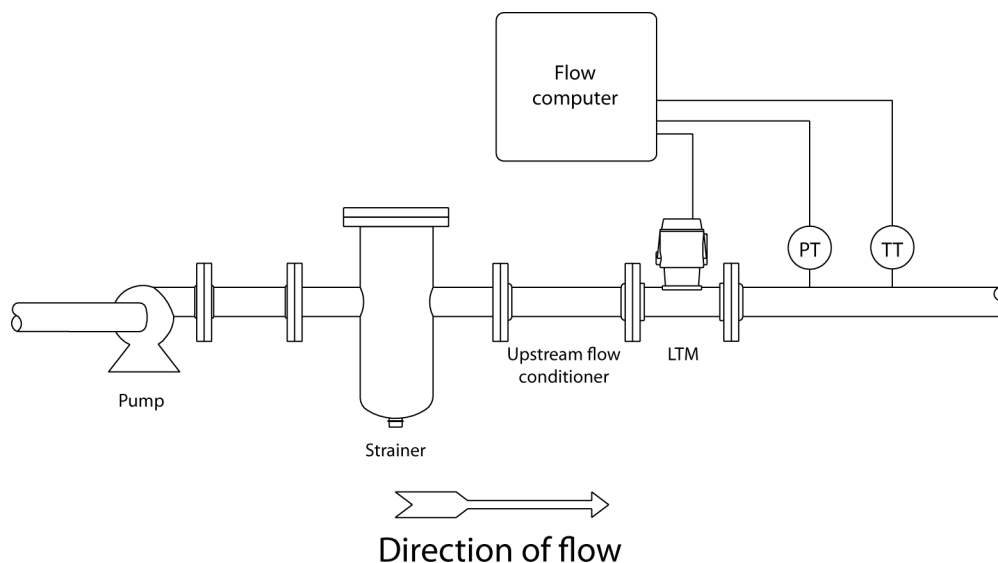 Flow
computer
PT
TT
Upstream flow
conditioner
LTM
Pump
Strainer
Direction of flow